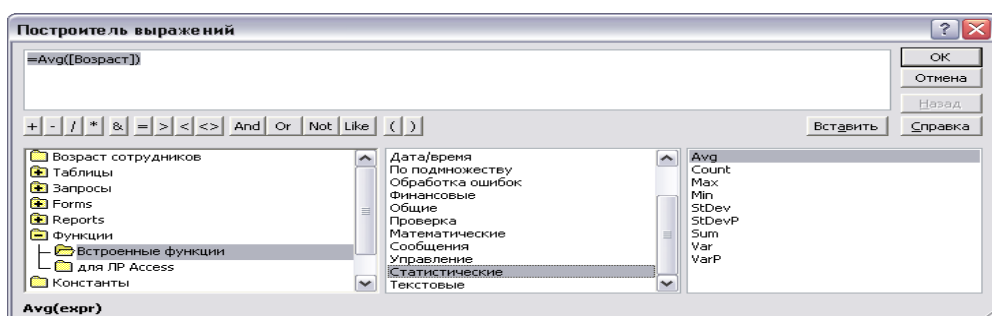 Построитель выражений
?
=Avg([Возраст])
OK
Отмена
Назад
+ - / * & = > < <> And Or Not Like ( )
Вставить
Справка
Возраст сотрудников
Таблицы
Запросы
Forms
Reports
Функции
Встроенные функции
для ЛР Access
Константы
Дата/время
По подмножеству
Обработка ошибок
Финансовые
Общие
Проверка
Математические
Сообщения
Управление
Статистические
Текстовые
Avg
Count
Max
Min
StDev
StDevP
Sum
Var
VarP
Avg(expr)